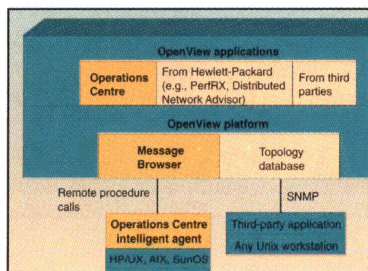 OpenView applications
Operations
Centre
From Hewlett-Packard
(e.g., PerfRX, Distributed
Network Advisor)
From third
parties
OpenView platform
Message
Browser
Topology
database
Remote procedure
calls
SNMP
Operations Centre
intelligent agent
HP/UX, AIX, SunOS
Third-party application
Any Unix workstation